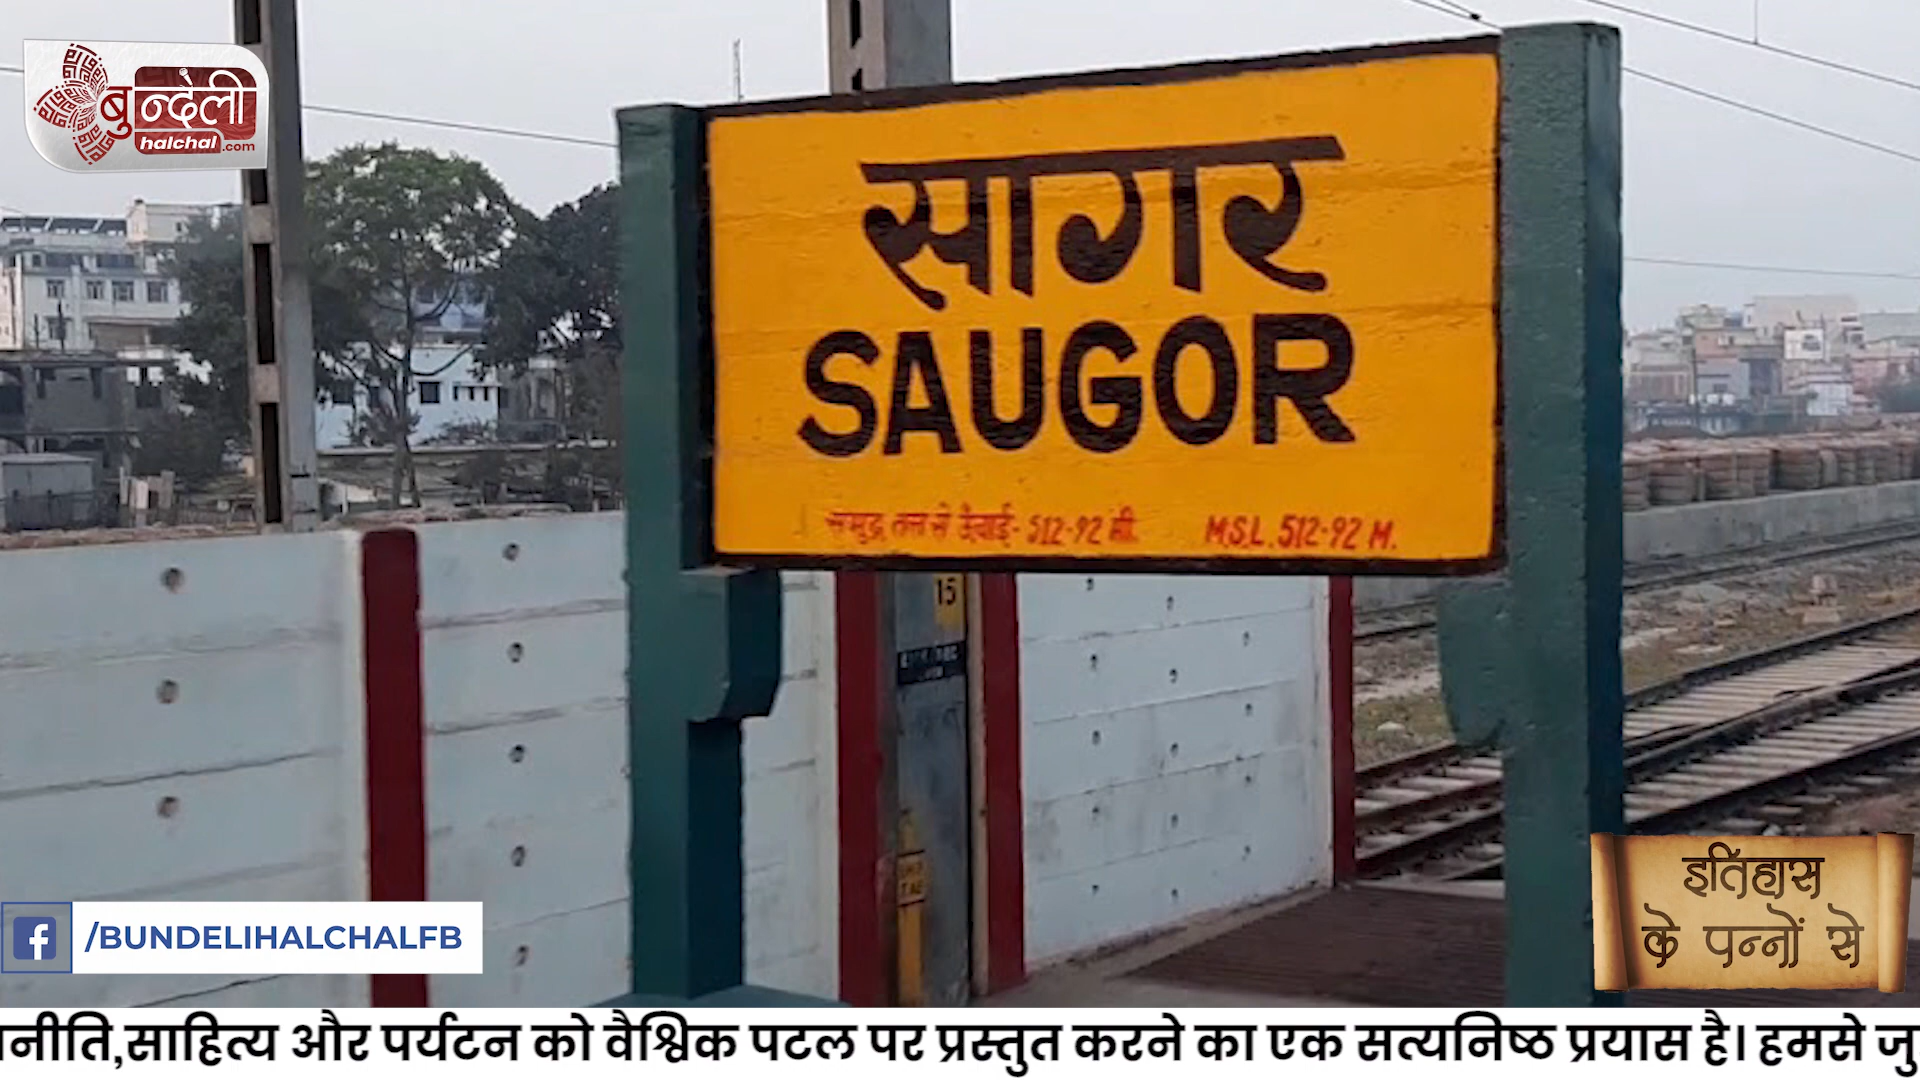 बुन्देली
halchal.com
सागर
SAUGOR
समुद्र तल से ऊँचाई- 512-92 मी.
M.S.L. 512-92 M.
15
/BUNDELIHALCHALFB
इतिहास
के पन्नों से
नीति,साहित्य और पर्यटन को वैश्विक पटल पर प्रस्तुत करने का एक सत्यनिष्ठ प्रयास है। हमसे जु